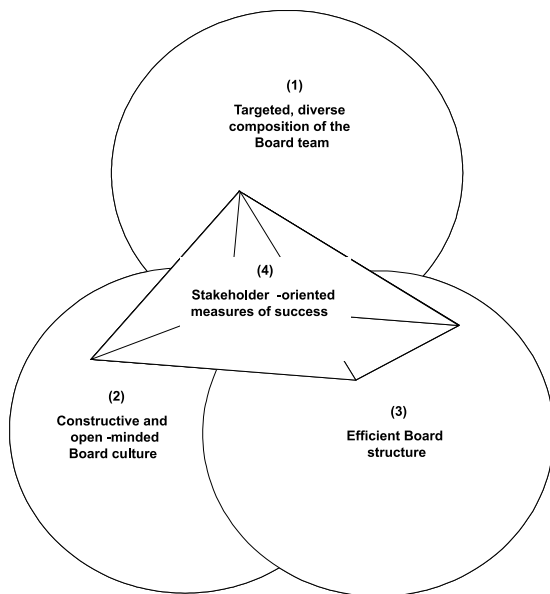 (1)
Targeted, diverse
composition of the
Board team
(4)
Stakeholder -oriented
measures of success
(2)
Constructive and
open -minded
Board culture
(3)
Efficient Board
structure